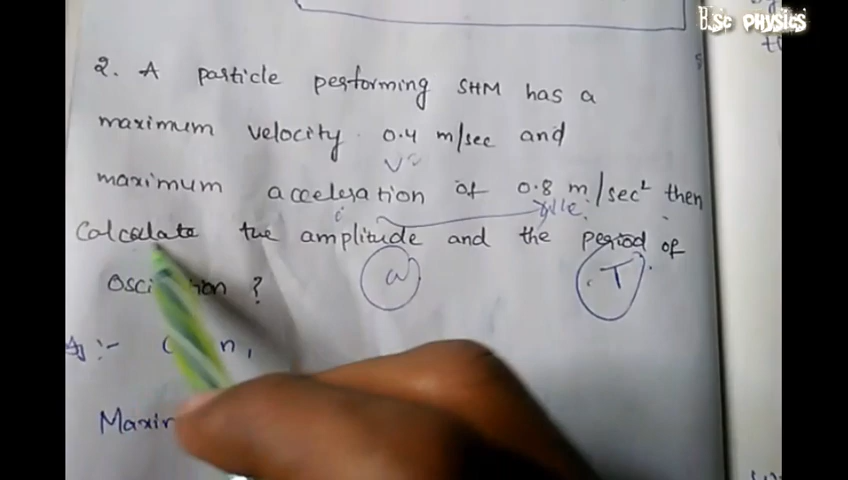 B.Sc PHYSICS
2. A particle performing SHM has a
maximum velocity 0.4 m/sec and
maximum acceleration of 0.8 m/sec² then
Calculate the amplitude and the period of
a T
?
:-